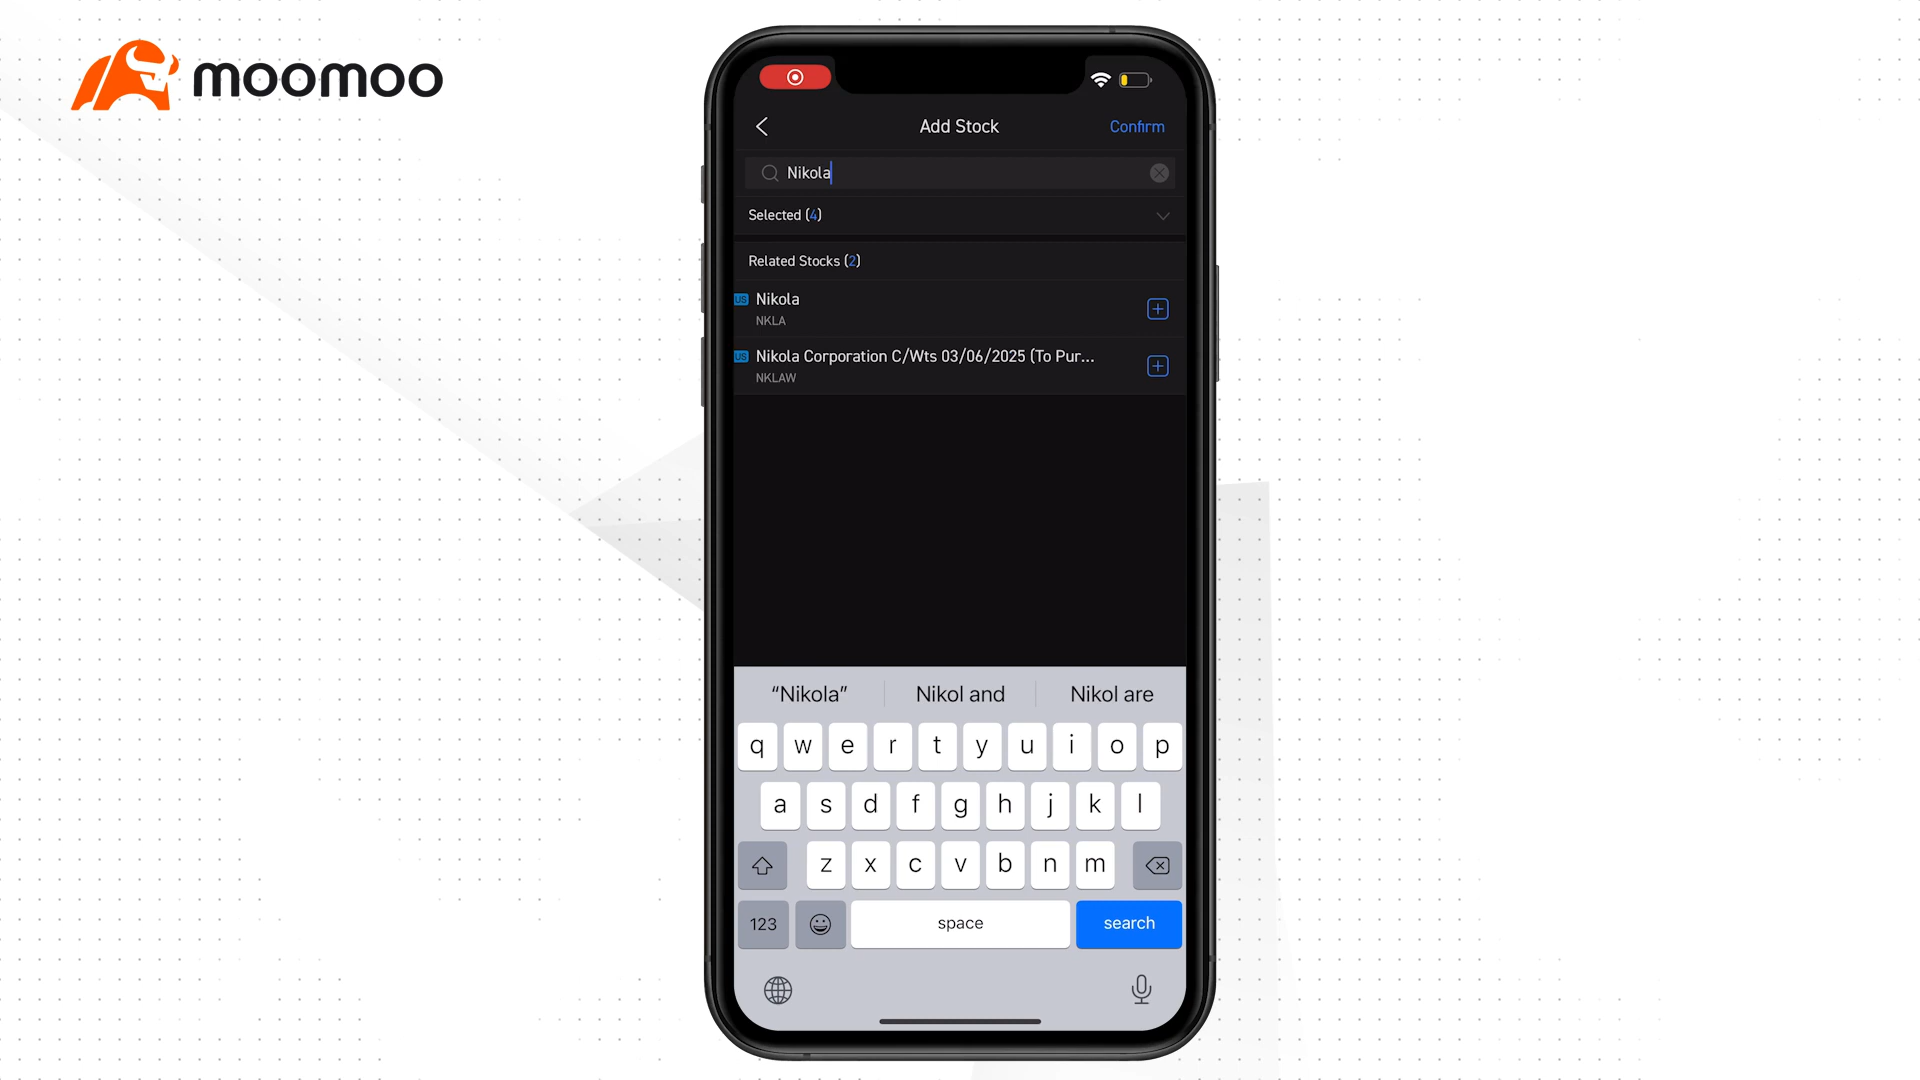 moomoo
Add Stock
Confirm
Nikola
Selected (4)
Related Stocks (2)
US Nikola
NKLA
US Nikola Corporation C/Wts 03/06/2025 (To Pur...
NKLAW
“Nikola” Nikol and Nikol are
q w e r t y u i o p
a s d f g h j k l
z x c v b n m
123 space search